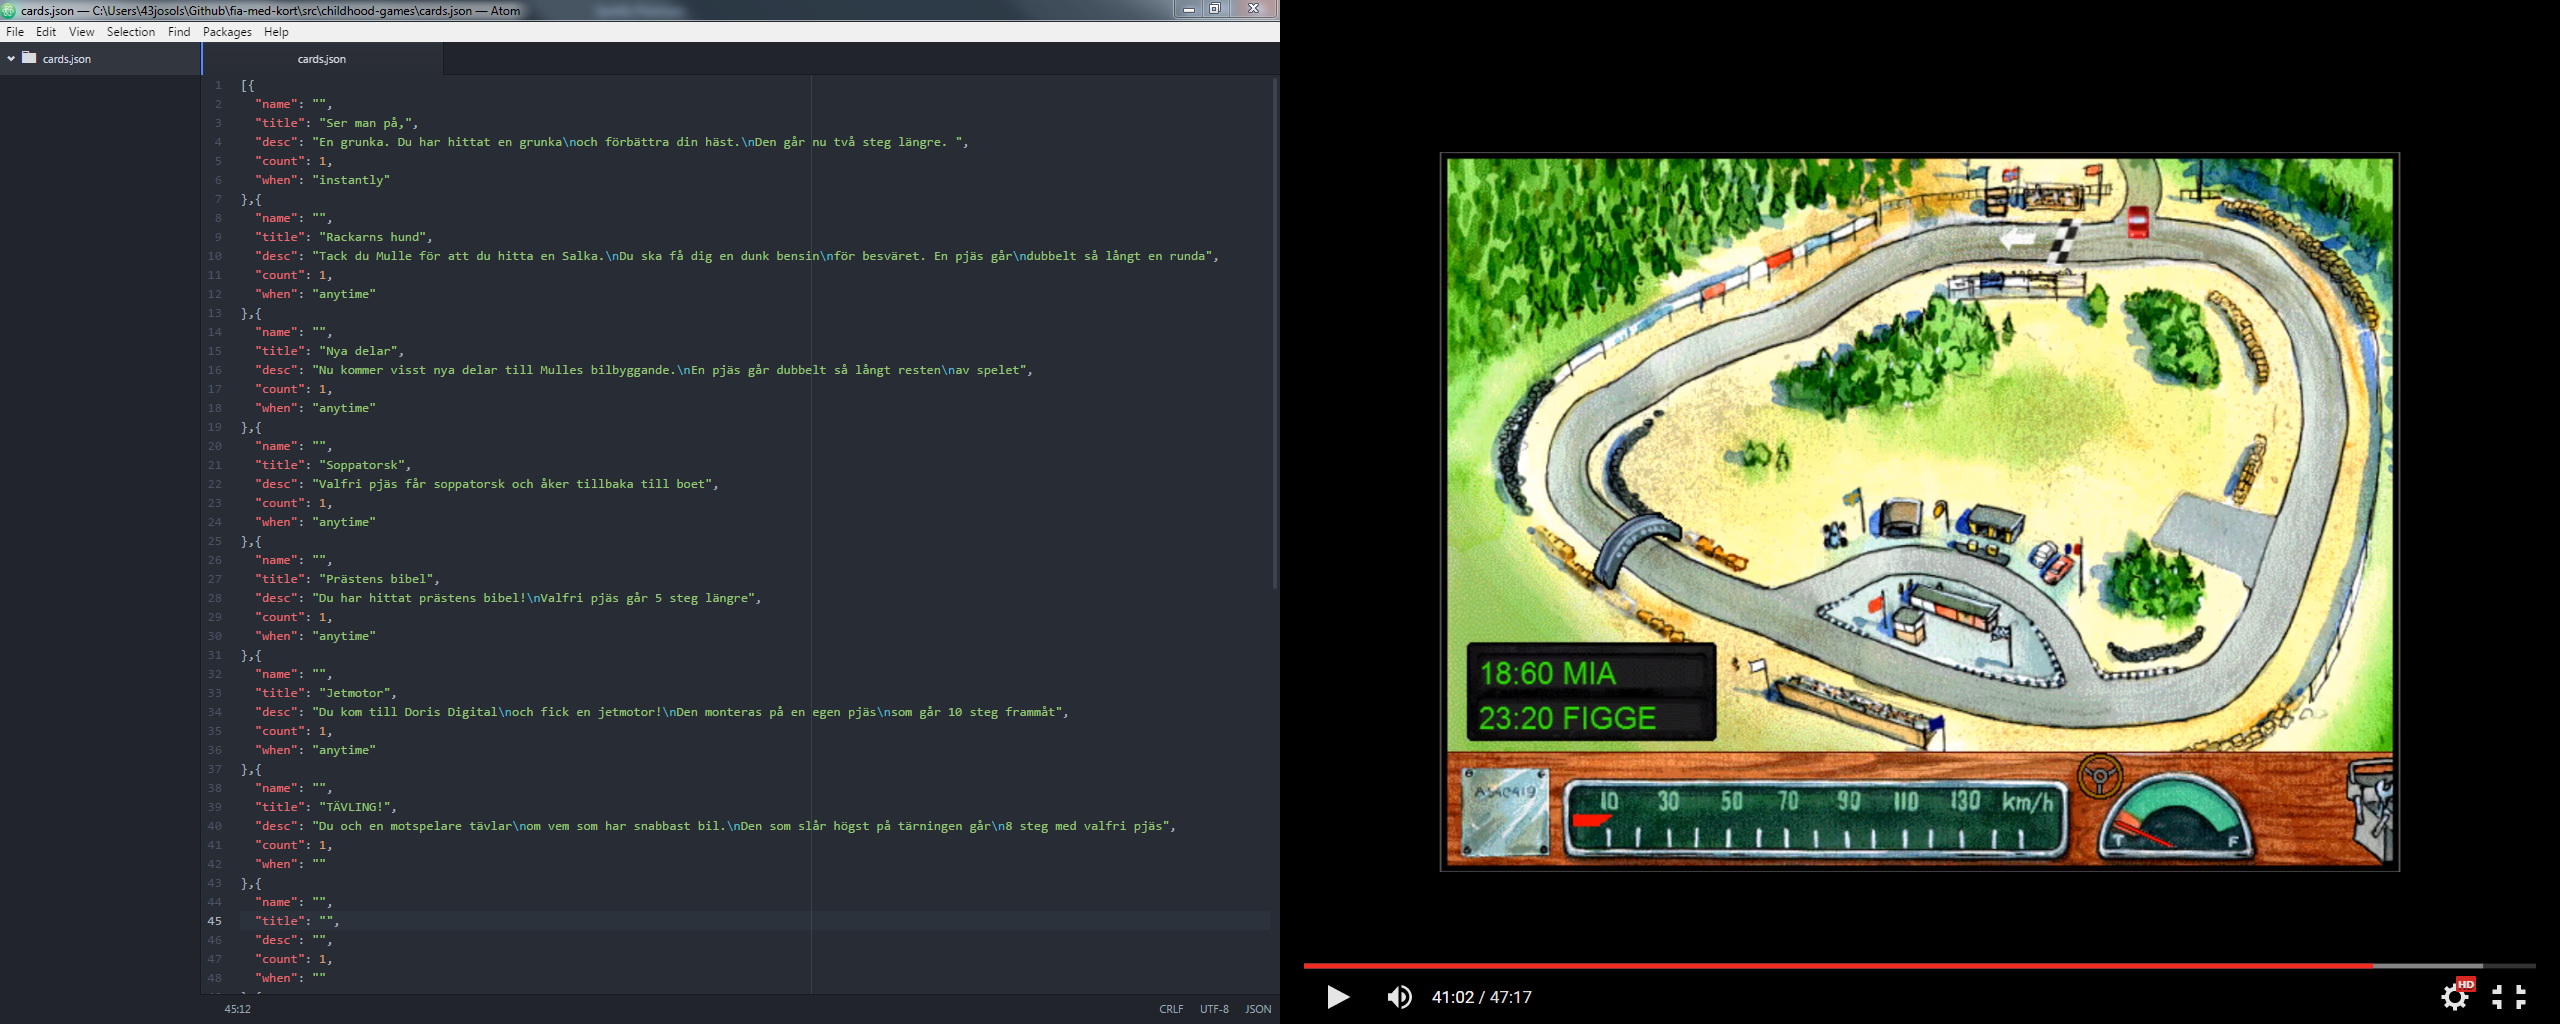 cards.json — C:\Users\43josols\Github\fia-med-kort\src\childhood-games\cards.json — Atom
File Edit View Selection Find Packages Help
cards.json
cards.json
1 [{
2 "name": "",
3 "title": "Ser man på,",
4 "desc": "En grunka. Du har hittat en grunka\noch förbättra din häst.\nDen går nu två steg längre. ",
5 "count": 1,
6 "when": "instantly"
7 },{
8 "name": "",
9 "title": "Rackarns hund",
10 "desc": "Tack du Mulle för att du hitta en Salka.\nDu ska få dig en dunk bensin\nför besväret. En pjäs går\ndubbelt så långt en runda",
11 "count": 1,
12 "when": "anytime"
13 },{
14 "name": "",
15 "title": "Nya delar",
16 "desc": "Nu kommer visst nya delar till Mulles bilbyggande.\nEn pjäs går dubbelt så långt resten\nav spelet",
17 "count": 1,
18 "when": "anytime"
19 },{
20 "name": "",
21 "title": "Soppatorsk",
22 "desc": "Valfri pjäs får soppatorsk och åker tillbaka till boet",
23 "count": 1,
24 "when": "anytime"
25 },{
26 "name": "",
27 "title": "Prästens bibel",
28 "desc": "Du har hittat prästens bibel!\nValfri pjäs går 5 steg längre",
29 "count": 1,
30 "when": "anytime"
31 },{
32 "name": "",
33 "title": "Jetmotor",
34 "desc": "Du kom till Doris Digital\noch fick en jetmotor!\nDen monteras på en egen pjäs\nsom går 10 steg frammåt",
35 "count": 1,
36 "when": "anytime"
37 },{
38 "name": "",
39 "title": "TÄVLING!",
40 "desc": "Du och en motspelare tävlar\nom vem som har snabbast bil.\nDen som slår högst på tärningen går\n8 steg med valfri pjäs",
41 "count": 1,
42 "when": ""
43 },{
44 "name": "",
45 "title": "",
46 "desc": "",
47 "count": 1,
48 "when": ""
45:12 CRLF UTF-8 JSON
18:60 MIA
23:20 FIGGE
10 30 50 70 90 110 130 km/h
T F
41:02 / 47:17
HD